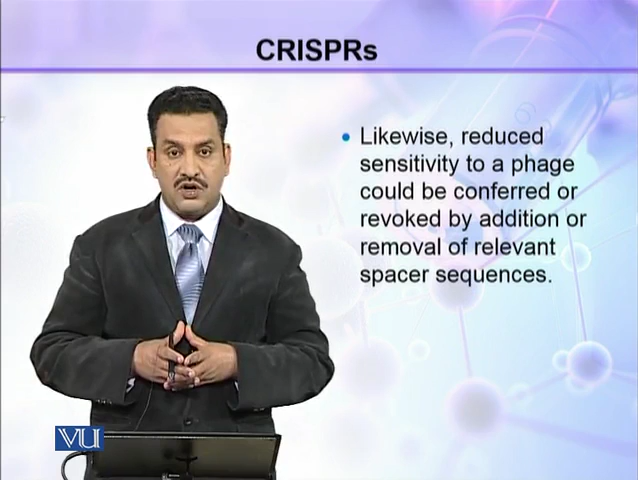 CRISPRs
• Likewise, reduced
sensitivity to a phage
could be conferred or
revoked by addition or
removal of relevant
spacer sequences.
VU